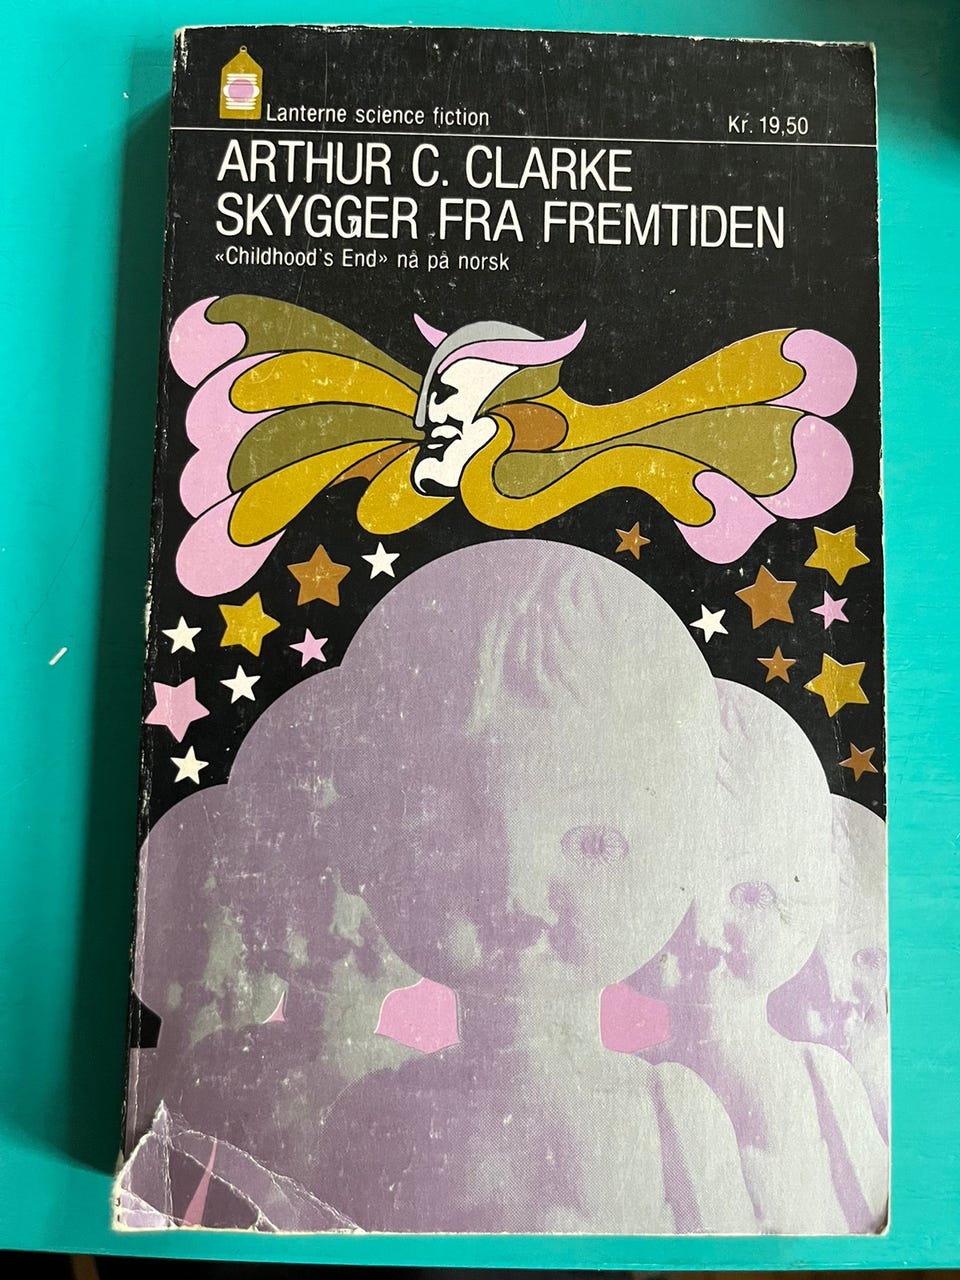 Lanterne science fiction
Kr. 19,50
ARTHUR C. CLARKE
SKYGGER FRA FREMTIDEN
«Childhood's End» nå på norsk